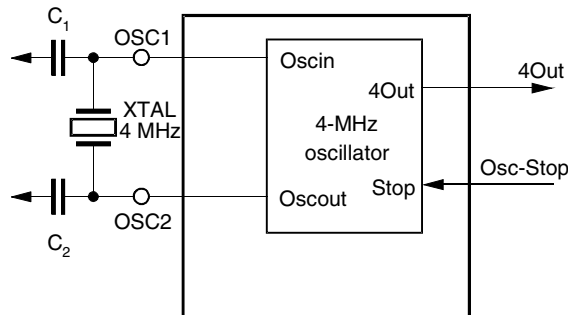 C1
OSC1
Oscin
4Out
4Out
XTAL
4 MHz
4-MHz
oscillator
Osc-Stop
Stop
Oscout
OSC2
C2